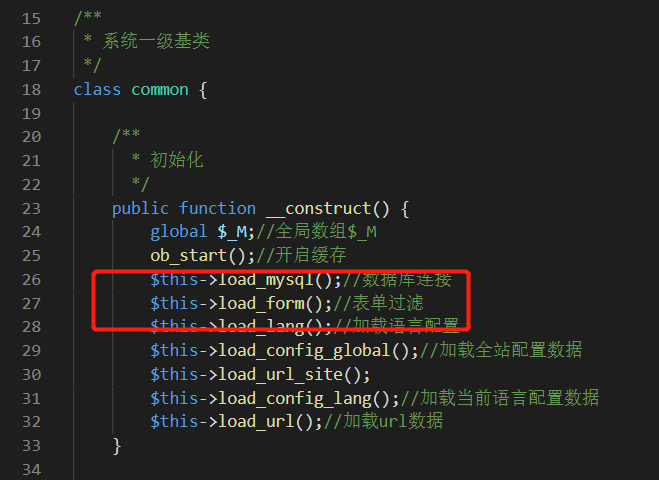 15 /**
16 * 系统一级基类
17 */
18 class common {
19
20 /**
21 * 初始化
22 */
23 public function __construct() {
24 global $_M;//全局数组$_M
25 ob_start();//开启缓存
26 $this->load_mysql();//数据库连接
27 $this->load_form();//表单过滤
28 $this->load_lang();//加载语言配置
29 $this->load_config_global();//加载全站配置数据
30 $this->load_url_site();
31 $this->load_config_lang();//加载当前语言配置数据
32 $this->load_url();//加载url数据
33 }
34